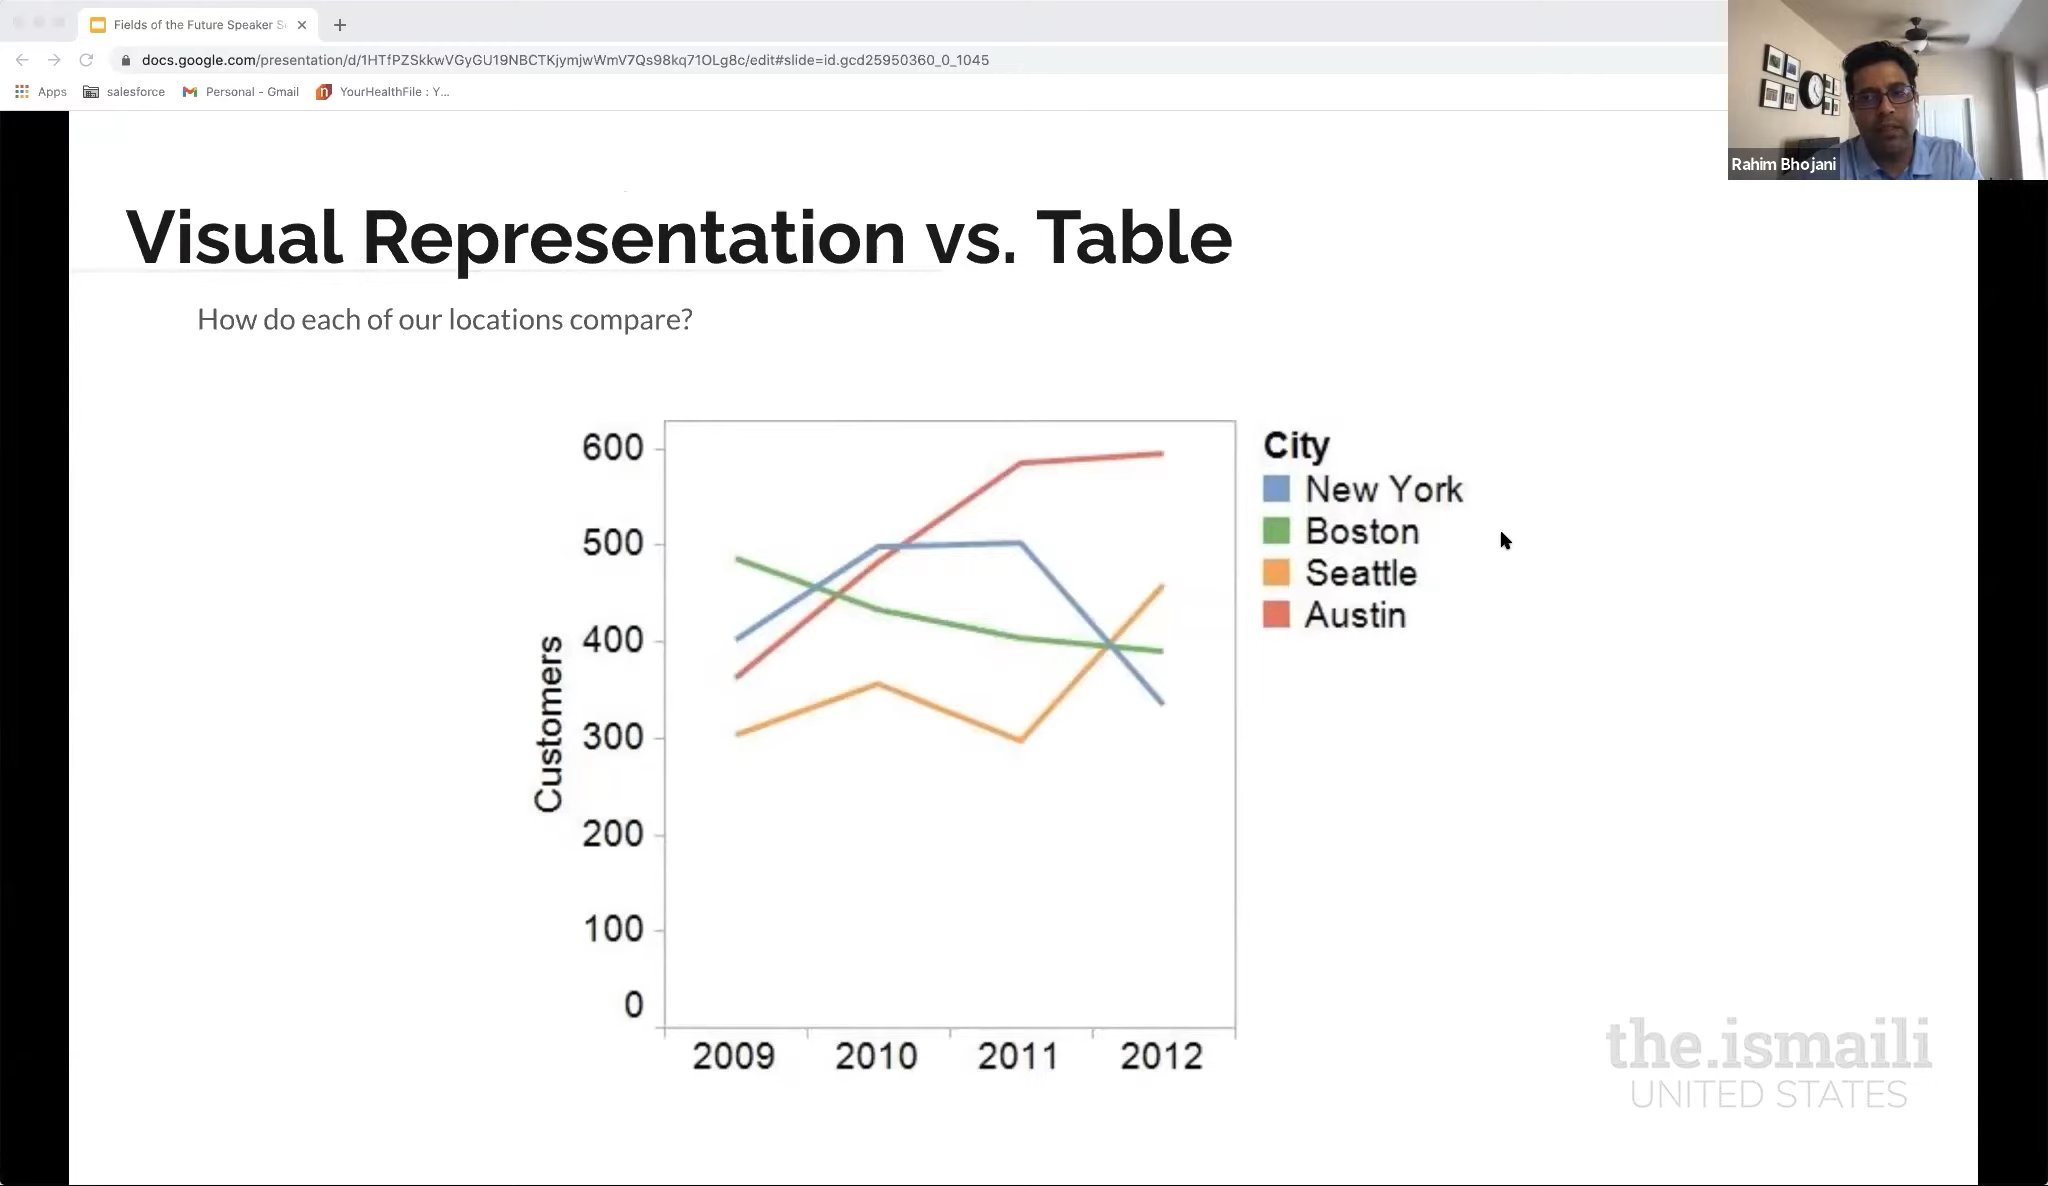 Fields of the Future Speaker S
docs.google.com/presentation/d/1HTfPZSkkwVGyGU19NBCTKjymjwWmV7Qs98kq71OLg8c/edit#slide=id.gcd25950360_0_1045
Apps salesforce Personal - Gmail YourHealthFile : Y...
Rahim Bhojani
Visual Representation vs. Table
How do each of our locations compare?
600
500
400
300
200
100
0
Customers
2009 2010 2011 2012
City
New York
Boston
Seattle
Austin
the.ismaili
UNITED STATES